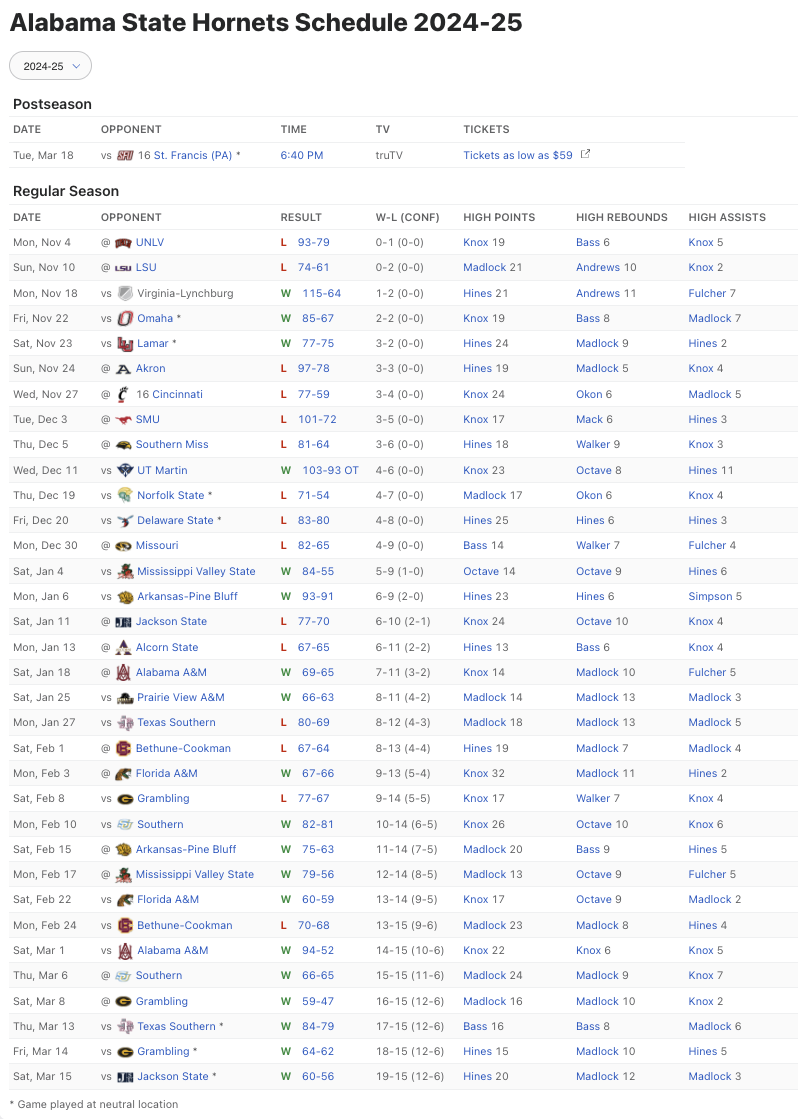 Alabama State Hornets Schedule 2024-25
2024-25
Postseason
DATE OPPONENT TIME TV TICKETS
Tue, Mar 18 vs 16 St. Francis (PA) * 6:40 PM truTV Tickets as low as $59
Regular Season
DATE OPPONENT RESULT W-L (CONF) HIGH POINTS HIGH REBOUNDS HIGH ASSISTS
Mon, Nov 4 @ UNLV L 93-79 0-1 (0-0) Knox 19 Bass 6 Knox 5
Sun, Nov 10 @ LSU LSU L 74-61 0-2 (0-0) Madlock 21 Andrews 10 Knox 2
Mon, Nov 18 vs Virginia-Lynchburg W 115-64 1-2 (0-0) Hines 21 Andrews 11 Fulcher 7
Fri, Nov 22 vs Omaha * W 85-67 2-2 (0-0) Knox 19 Bass 8 Madlock 7
Sat, Nov 23 vs Lamar * W 77-75 3-2 (0-0) Hines 24 Madlock 9 Hines 2
Sun, Nov 24 @ Akron L 97-78 3-3 (0-0) Hines 19 Madlock 5 Knox 4
Wed, Nov 27 @ 16 Cincinnati L 77-59 3-4 (0-0) Knox 24 Okon 6 Madlock 5
Tue, Dec 3 @ SMU L 101-72 3-5 (0-0) Knox 17 Mack 6 Hines 3
Thu, Dec 5 @ Southern Miss L 81-64 3-6 (0-0) Hines 18 Walker 9 Knox 3
Wed, Dec 11 vs UT Martin W 103-93 OT 4-6 (0-0) Knox 23 Octave 8 Hines 11
Thu, Dec 19 vs Norfolk State * L 71-54 4-7 (0-0) Madlock 17 Okon 6 Knox 4
Fri, Dec 20 vs Delaware State * L 83-80 4-8 (0-0) Hines 25 Hines 6 Hines 3
Mon, Dec 30 @ Missouri L 82-65 4-9 (0-0) Bass 14 Walker 7 Fulcher 4
Sat, Jan 4 vs Mississippi Valley State W 84-55 5-9 (1-0) Octave 14 Octave 9 Hines 6
Mon, Jan 6 vs Arkansas-Pine Bluff W 93-91 6-9 (2-0) Hines 23 Hines 6 Simpson 5
Sat, Jan 11 @ Jackson State L 77-70 6-10 (2-1) Knox 24 Octave 10 Knox 4
Mon, Jan 13 @ Alcorn State L 67-65 6-11 (2-2) Hines 13 Bass 6 Knox 4
Sat, Jan 18 @ Alabama A&M W 69-65 7-11 (3-2) Knox 14 Madlock 10 Fulcher 5
Sat, Jan 25 vs Prairie View A&M W 66-63 8-11 (4-2) Madlock 14 Madlock 13 Madlock 3
Mon, Jan 27 vs Texas Southern L 80-69 8-12 (4-3) Madlock 18 Madlock 13 Madlock 5
Sat, Feb 1 @ Bethune-Cookman L 67-64 8-13 (4-4) Hines 19 Madlock 7 Madlock 4
Mon, Feb 3 @ Florida A&M W 67-66 9-13 (5-4) Knox 32 Madlock 11 Hines 2
Sat, Feb 8 vs Grambling L 77-67 9-14 (5-5) Knox 17 Walker 7 Knox 4
Mon, Feb 10 vs Southern W 82-81 10-14 (6-5) Knox 26 Octave 10 Knox 6
Sat, Feb 15 @ Arkansas-Pine Bluff W 75-63 11-14 (7-5) Madlock 20 Bass 9 Hines 5
Mon, Feb 17 @ Mississippi Valley State W 79-56 12-14 (8-5) Madlock 13 Octave 9 Fulcher 5
Sat, Feb 22 vs Florida A&M W 60-59 13-14 (9-5) Knox 17 Octave 9 Madlock 2
Mon, Feb 24 vs Bethune-Cookman L 70-68 13-15 (9-6) Madlock 23 Madlock 8 Hines 4
Sat, Mar 1 vs Alabama A&M W 94-52 14-15 (10-6) Knox 22 Knox 6 Knox 5
Thu, Mar 6 @ Southern W 66-65 15-15 (11-6) Madlock 24 Madlock 9 Knox 7
Sat, Mar 8 @ Grambling W 59-47 16-15 (12-6) Madlock 16 Madlock 10 Knox 2
Thu, Mar 13 vs Texas Southern * W 84-79 17-15 (12-6) Bass 16 Bass 8 Madlock 6
Fri, Mar 14 vs Grambling * W 64-62 18-15 (12-6) Hines 15 Madlock 10 Hines 5
Sat, Mar 15 vs Jackson State * W 60-56 19-15 (12-6) Hines 20 Madlock 12 Madlock 3
* Game played at neutral location